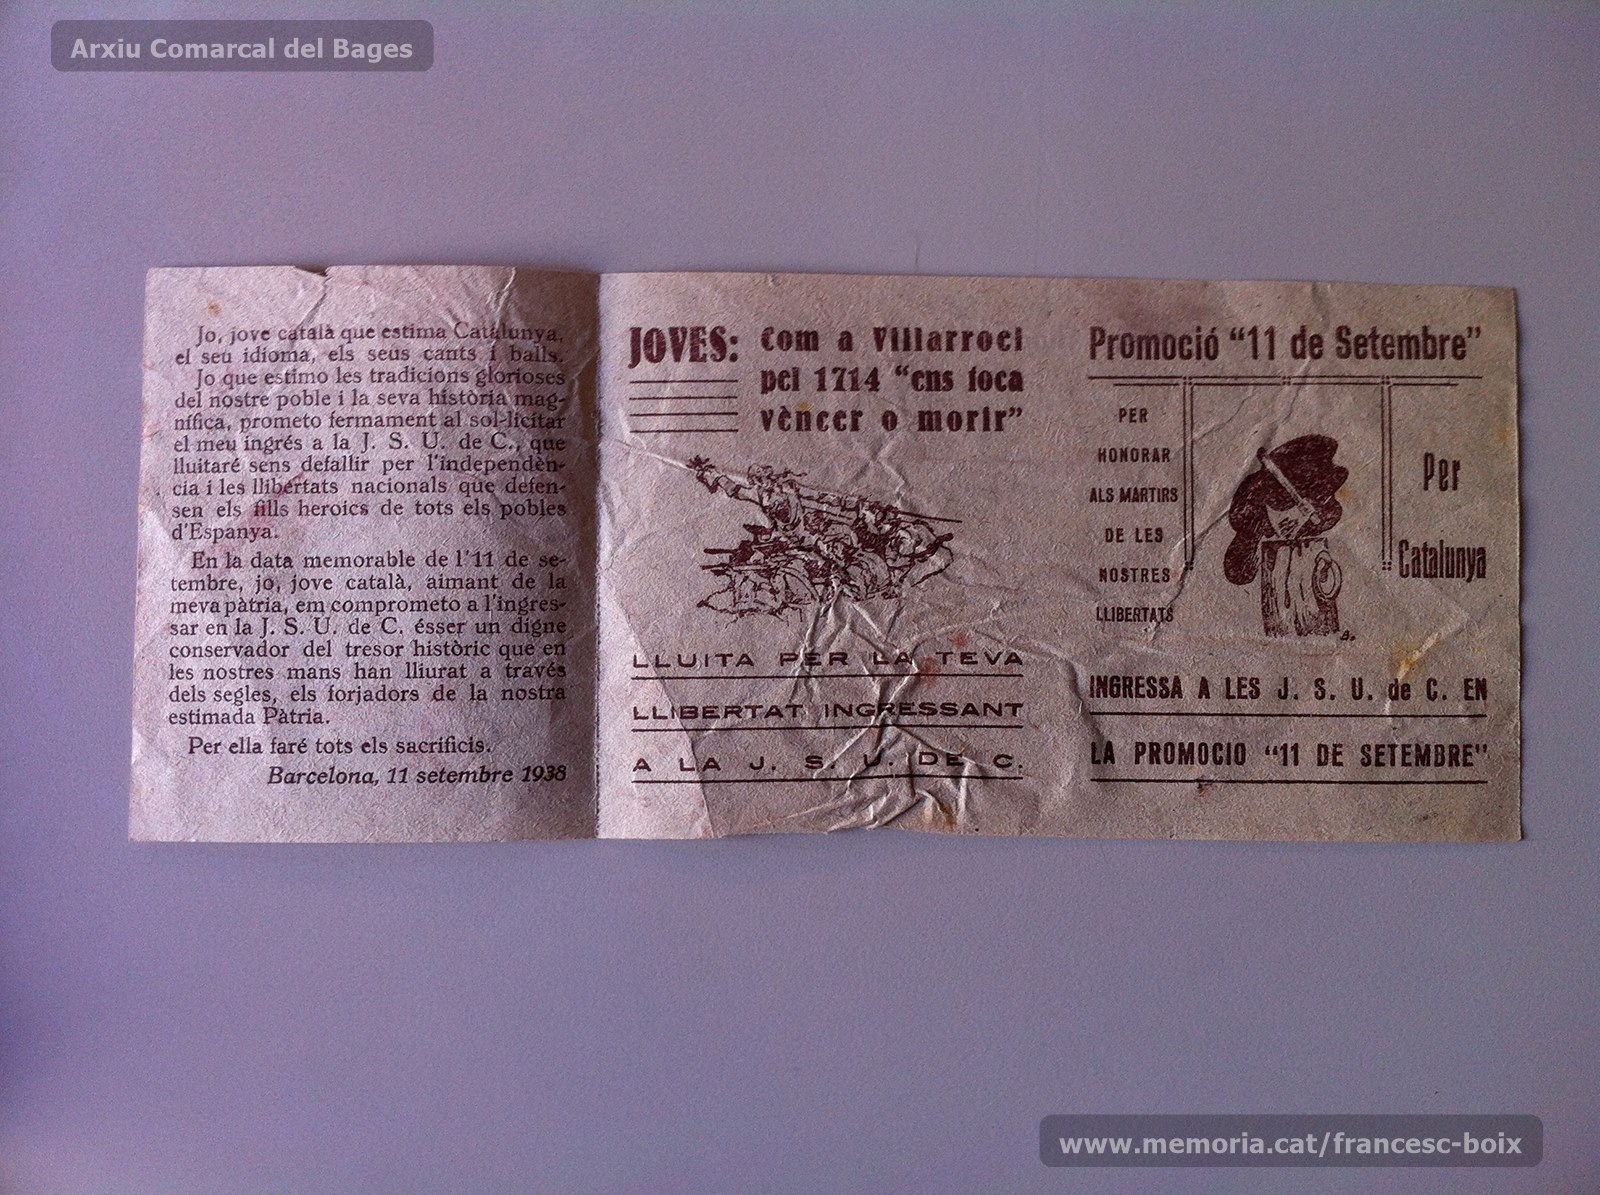 Arxiu Comarcal del Bages
Jo, jove català que estima Catalunya,
el seu idioma, els seus cants i balls.
Jo que estimo les tradicions glorioses
del nostre poble i la seva història mag-
nífica, prometo fermament al sol·licitar
el meu ingrés a la J. S. U. de C., que
lluitaré sens defallir per l'independèn-
cia i les llibertats nacionals que defen-
sen els fills heroics de tots els pobles
d'Espanya.
En la data memorable de l'11 de se-
tembre, jo, jove català, aimant de la
meva pàtria, em comprometo a l'ingres-
sar en la J. S. U. de C. ésser un digne
conservador del tresor històric que en
les nostres mans han lliurat a través
dels segles, els forjadors de la nostra
estimada Pàtria.
Per ella faré tots els sacrificis.
Barcelona, 11 setembre 1938
JOVES: Com a Villarroel
pel 1714 "ens toca
vèncer o morir"
LLUITA PER LA TEVA
LLIBERTAT INGRESSANT
A LA J. S. U. DE C.
Promoció "11 de Setembre"
PER
HONORAR
ALS MARTIRS
DE LES
NOSTRES
LLIBERTATS
Per
Catalunya
B.
INGRESSA A LES J. S. U. de C. EN
LA PROMOCIO "11 DE SETEMBRE"
www.memoria.cat/francesc-boix